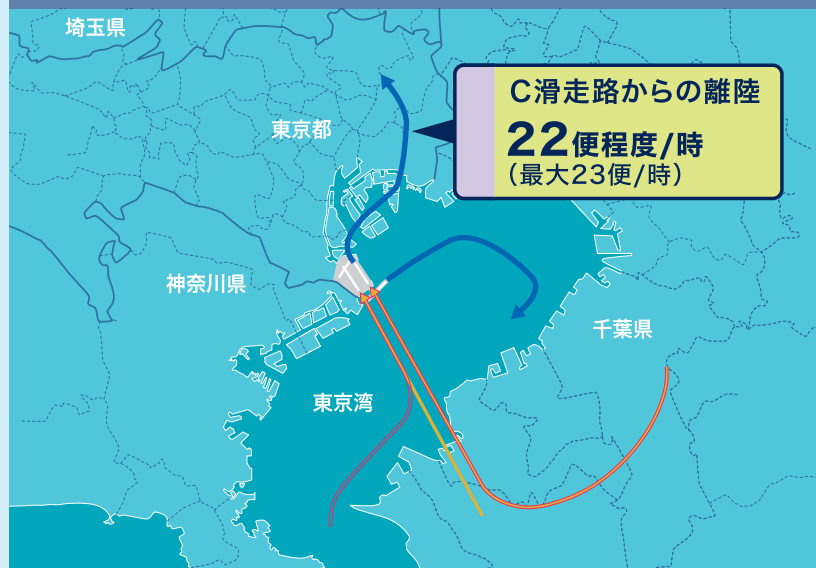 埼玉県
C滑走路からの離陸
22便程度/時
(最大23便/時)
東京都
神奈川県
千葉県
東京湾